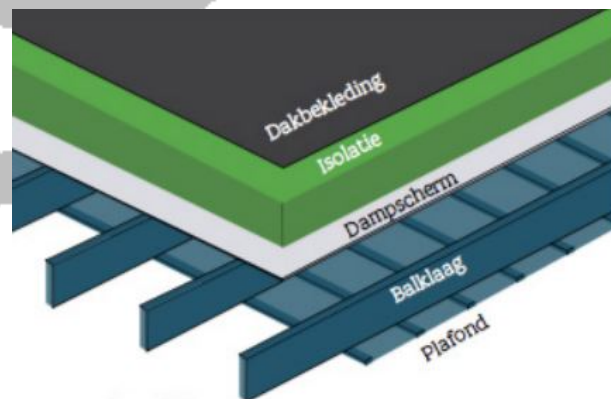 Dakbekleding
Isolatie
Dampscherm
Balklaag
Plafond